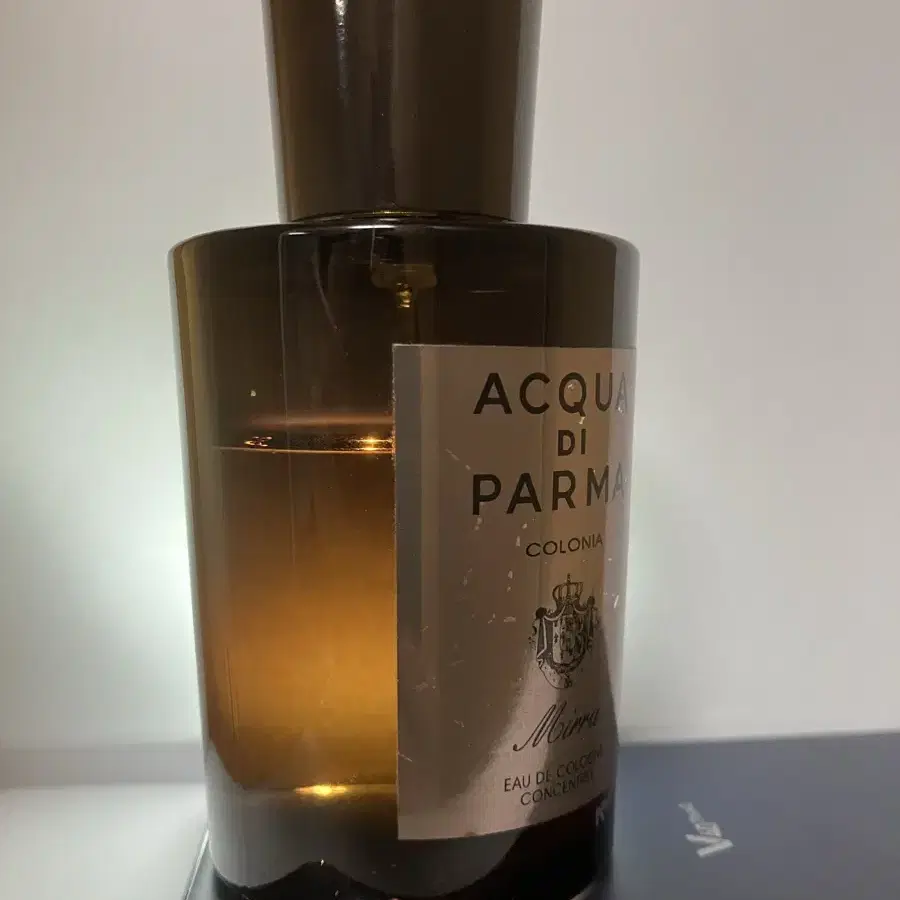 ACQUA
DI
PARMA
COLONIA
Mirra
EAU DE COLOGNE
CONCENTRÉE